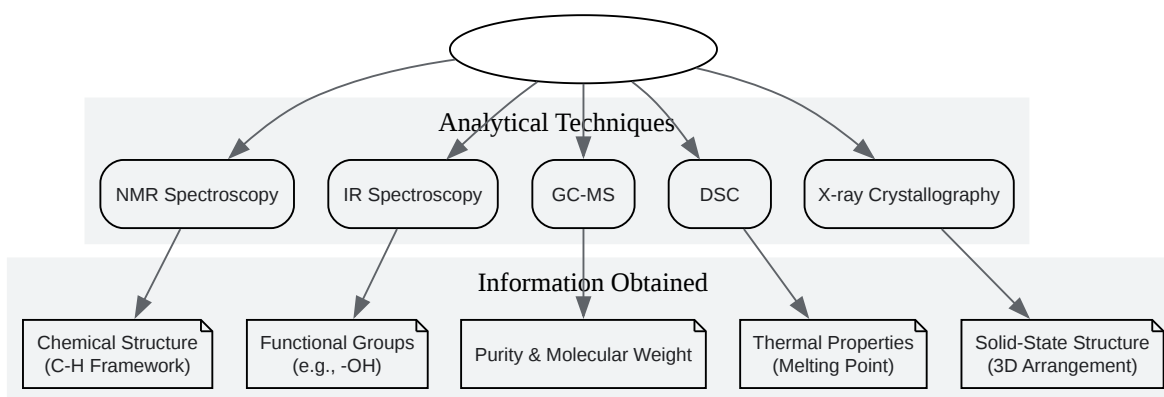 Analytical Techniques
NMR Spectroscopy
IR Spectroscopy
GC-MS
DSC
X-ray Crystallography
Information Obtained
Chemical Structure
(C-H Framework)
Functional Groups
(e.g., -OH)
Purity & Molecular Weight
Thermal Properties
(Melting Point)
Solid-State Structure
(3D Arrangement)